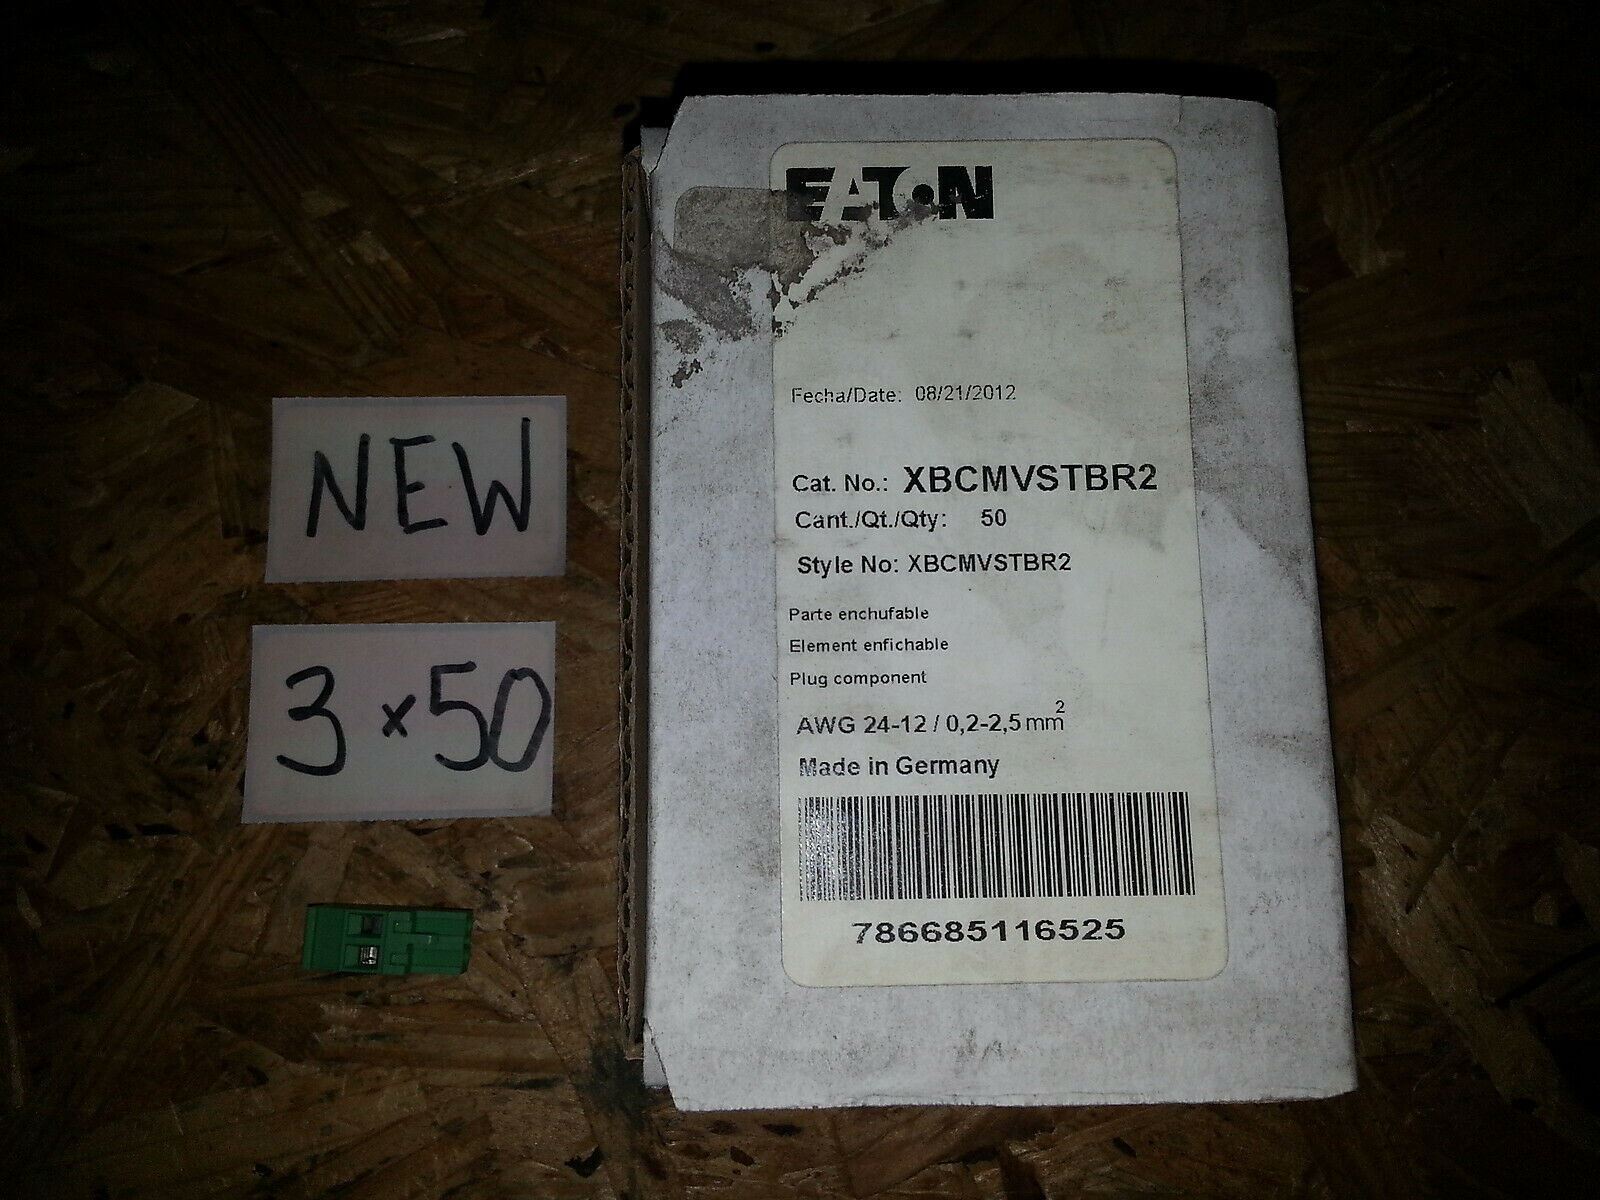 EATON
Fecha/Date: 08/21/2012
Cat. No.: XBCMVSTBR2
Cant./Qt./Qty: 50
Style No: XBCMVSTBR2
Parte enchufable
Element enfichable
Plug component
AWG 24-12 / 0,2-2,5 mm²
Made in Germany
786685116525
NEW
3 x 50